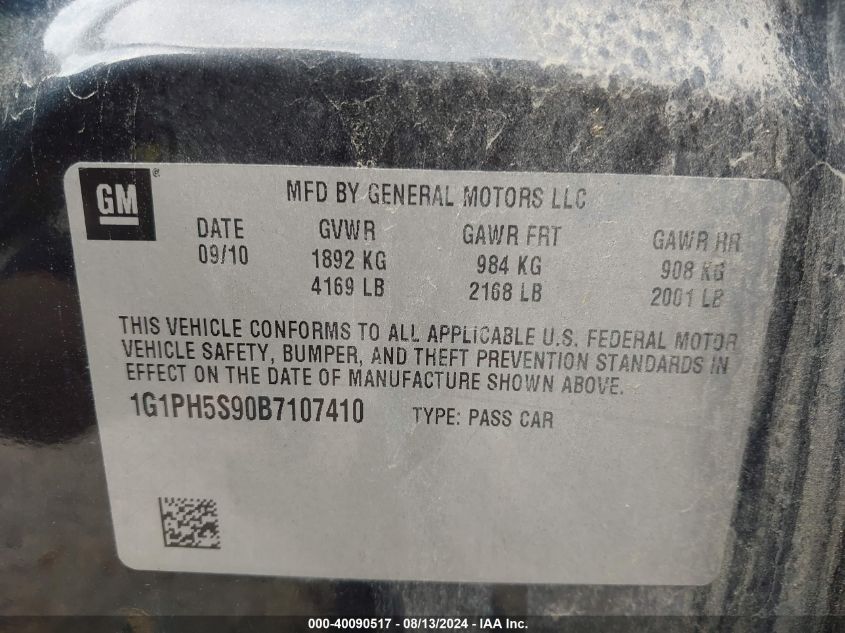 GM®
MFD BY GENERAL MOTORS LLC
DATE GVWR GAWR FRT GAWR RR
09/10 1892 KG 984 KG 908 KG
4169 LB 2168 LB 2001 LB
THIS VEHICLE CONFORMS TO ALL APPLICABLE U.S. FEDERAL MOTOR
VEHICLE SAFETY, BUMPER, AND THEFT PREVENTION STANDARDS IN
EFFECT ON THE DATE OF MANUFACTURE SHOWN ABOVE.
1G1PH5S90B7107410 TYPE: PASS CAR
000-40090517 - 08/13/2024 - IAA Inc.